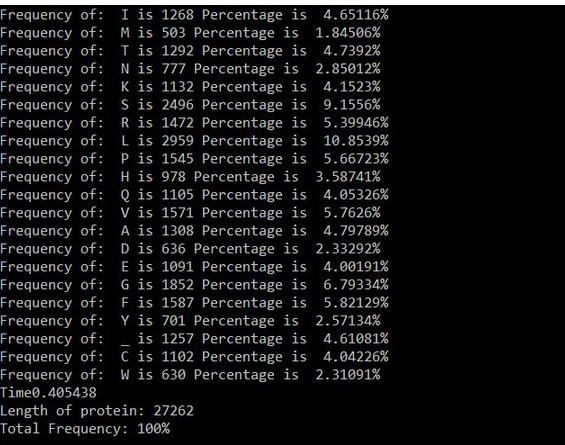 Frequency of:  I is 1268 Percentage is  4.65116%
Frequency of:  M is 503 Percentage is  1.84506%
Frequency of:  T is 1292 Percentage is  4.7392%
Frequency of:  N is 777 Percentage is  2.85012%
Frequency of:  K is 1132 Percentage is  4.1523%
Frequency of:  S is 2496 Percentage is  9.1556%
Frequency of:  R is 1472 Percentage is  5.39946%
Frequency of:  L is 2959 Percentage is  10.8539%
Frequency of:  P is 1545 Percentage is  5.66723%
Frequency of:  H is 978 Percentage is  3.58741%
Frequency of:  Q is 1105 Percentage is  4.05326%
Frequency of:  V is 1571 Percentage is  5.7626%
Frequency of:  A is 1308 Percentage is  4.79789%
Frequency of:  D is 636 Percentage is  2.33292%
Frequency of:  E is 1091 Percentage is  4.00191%
Frequency of:  G is 1852 Percentage is  6.79334%
Frequency of:  F is 1587 Percentage is  5.82129%
Frequency of:  Y is 701 Percentage is  2.57134%
Frequency of:  _ is 1257 Percentage is  4.61081%
Frequency of:  C is 1102 Percentage is  4.04226%
Frequency of:  W is 630 Percentage is  2.31091%
Time0.405438
Length of protein: 27262
Total Frequency: 100%